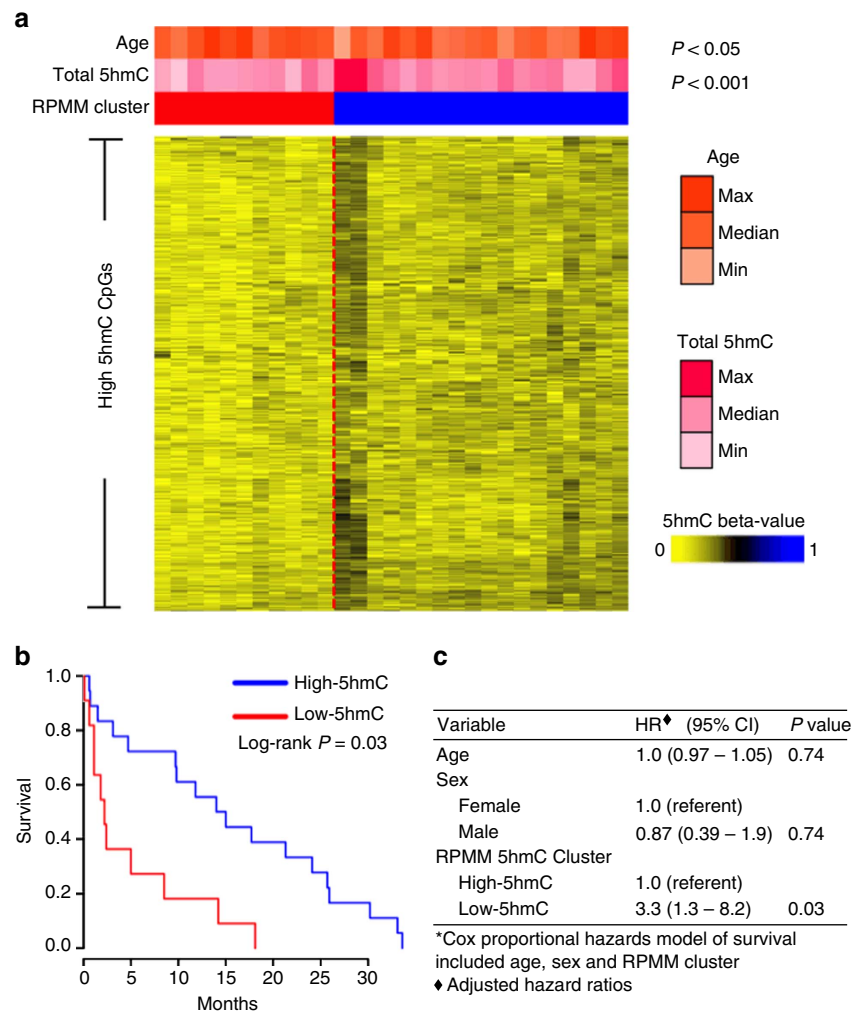 a
Age
Total 5hmC
RPMM cluster
P < 0.05
P < 0.001
High 5hmC CpGs
Age
Max
Median
Min
Total 5hmC
Max
Median
Min
5hmC beta-value
0 1
b
1.0
0.8
0.6
0.4
0.2
0.0
Survival
High-5hmC
Low-5hmC
Log-rank P = 0.03
0 5 10 15 20 25 30
Months
c
Variable HR♦ (95% CI) P value
Age 1.0 (0.97 – 1.05) 0.74
Sex
Female 1.0 (referent)
Male 0.87 (0.39 – 1.9) 0.74
RPMM 5hmC Cluster
High-5hmC 1.0 (referent)
Low-5hmC 3.3 (1.3 – 8.2) 0.03
*Cox proportional hazards model of survival
included age, sex and RPMM cluster
♦ Adjusted hazard ratios